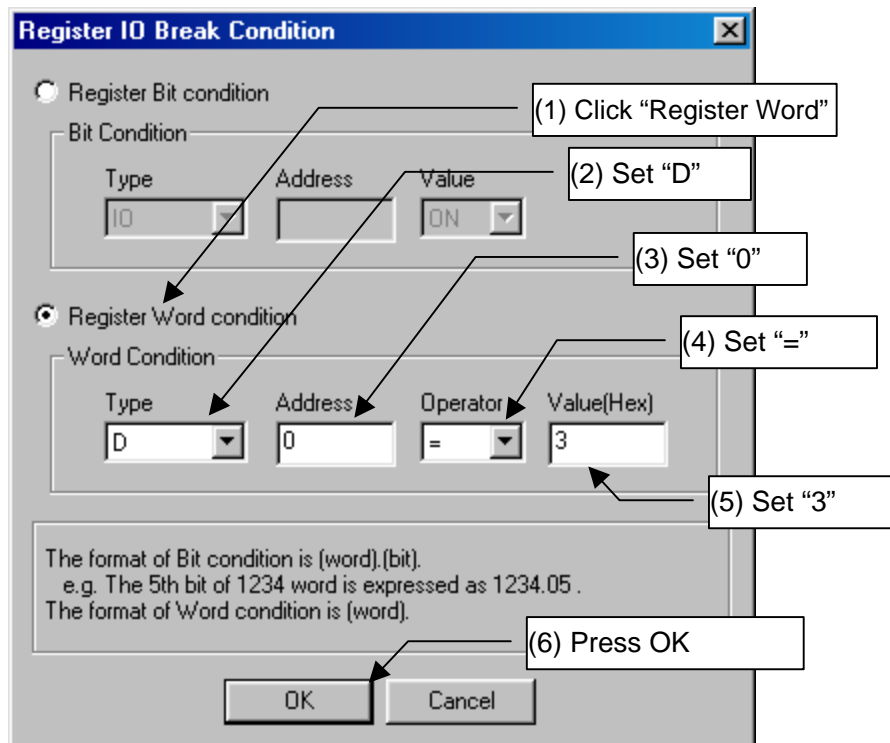 Register IO Break Condition
Register Bit condition
(1) Click “Register Word”
Bit Condition
Type Address Value
(2) Set “D”
IO ON
(3) Set “0”
Register Word condition
(4) Set “=”
Word Condition
Type Address Operator Value(Hex)
D 0 = 3
(5) Set “3”
The format of Bit condition is (word).(bit).
e.g. The 5th bit of 1234 word is expressed as 1234.05 .
The format of Word condition is (word).
(6) Press OK
OK Cancel